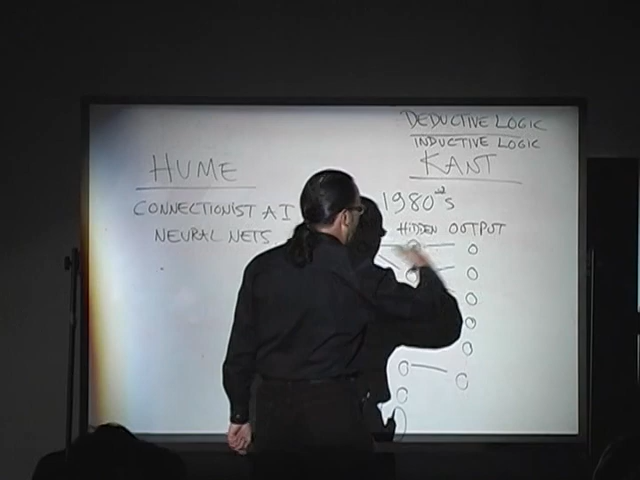 DEDUCTIVE LOGIC
INDUCTIVE LOGIC
HUME
KANT
CONNECTIONIST AI
1980's
NEURAL NETS
HIDDEN OUTPUT